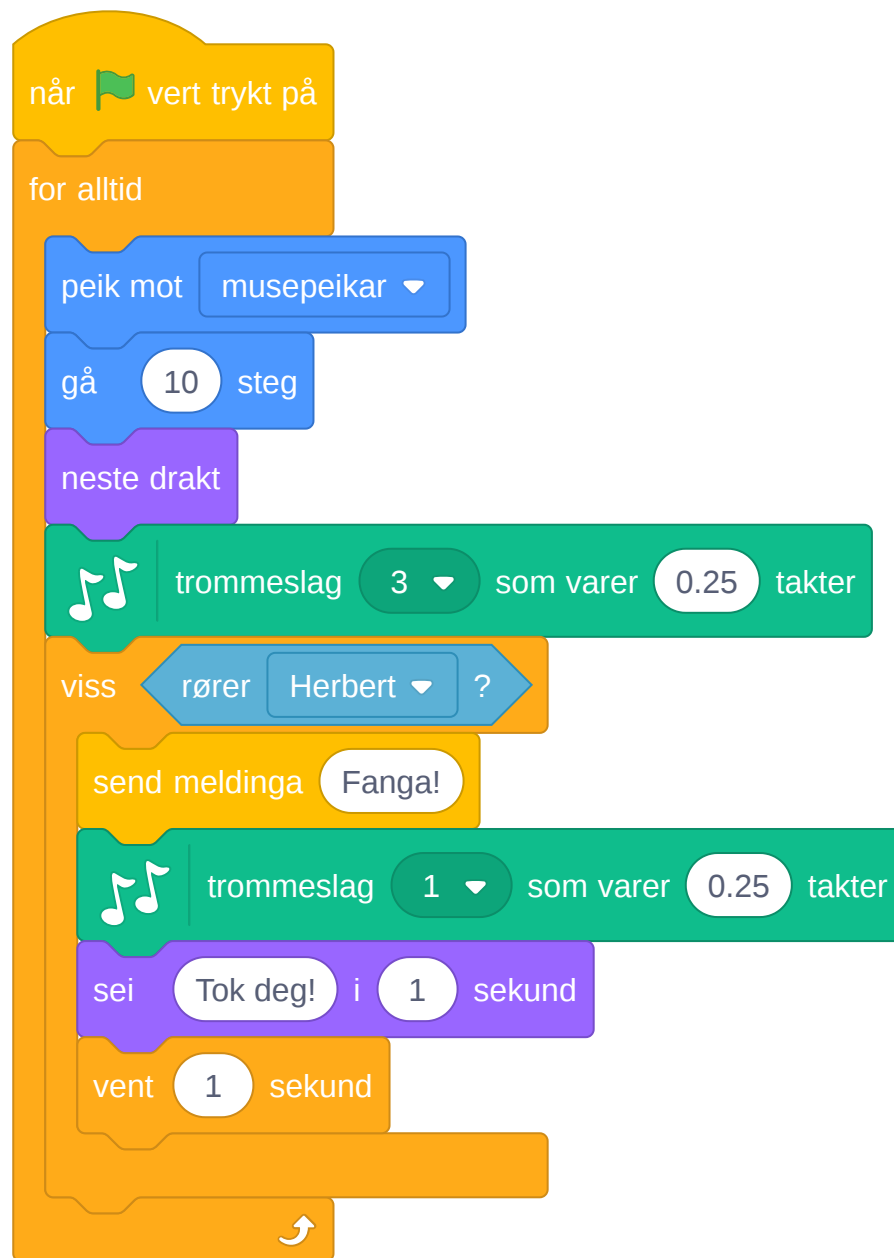 når vert trykt på
for alltid
peik mot musepeikar
gå 10 steg
neste drakt
trommeslag 3 som varer 0.25 takter
viss rører Herbert ?
send meldinga Fanga!
trommeslag 1 som varer 0.25 takter
sei Tok deg! i 1 sekund
vent 1 sekund